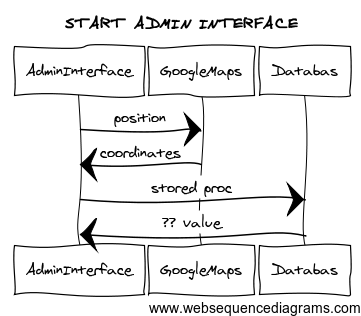 START ADMIN INTERFACE
AdminInterface GoogleMaps Databas
position
coordinates
stored proc
?? value
AdminInterface GoogleMaps Databas
www.websequencediagrams.com